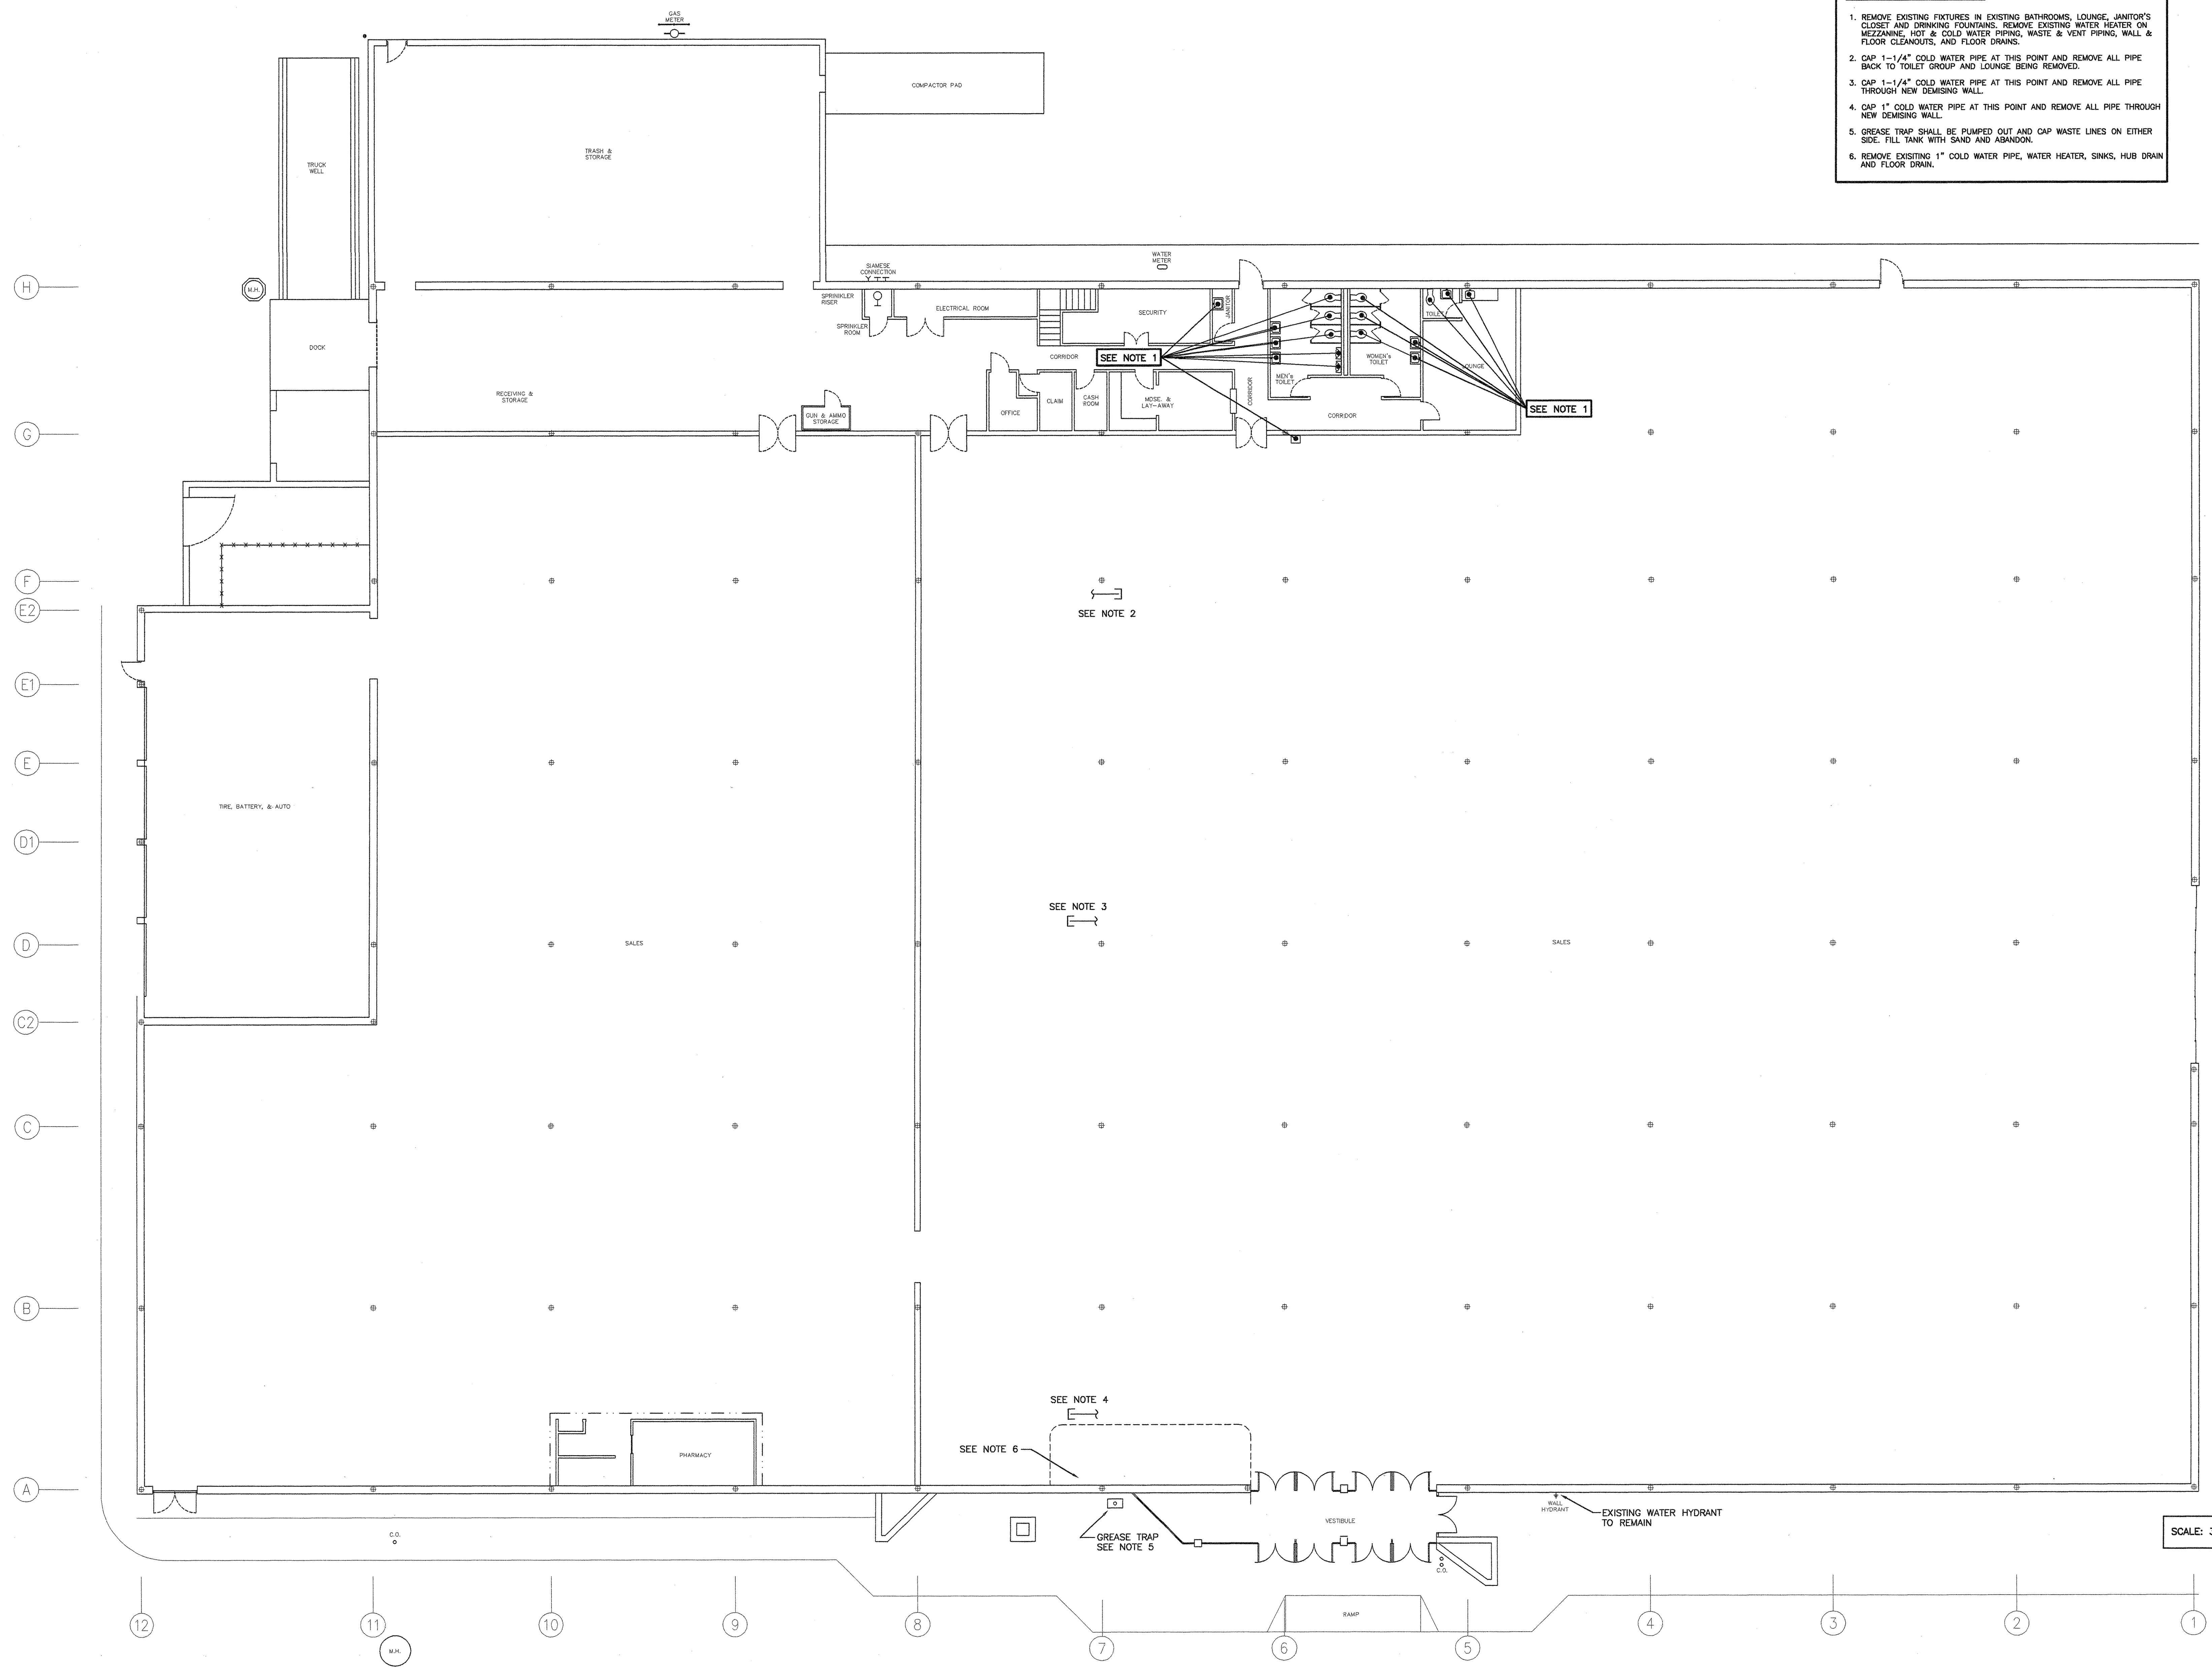 1. REMOVE EXISTING FIXTURES IN EXISTING BATHROOMS, LOUNGE, JANITOR'S
CLOSET AND DRINKING FOUNTAINS. REMOVE EXISTING WATER HEATER ON
MEZZANINE, HOT & COLD WATER PIPING, WASTE & VENT PIPING, WALL &
FLOOR CLEANOUTS, AND FLOOR DRAINS.
2. CAP 1-1/4" COLD WATER PIPE AT THIS POINT AND REMOVE ALL PIPE
BACK TO TOILET GROUP AND LOUNGE BEING REMOVED.
3. CAP 1-1/4" COLD WATER PIPE AT THIS POINT AND REMOVE ALL PIPE
THROUGH NEW DEMISING WALL.
4. CAP 1" COLD WATER PIPE AT THIS POINT AND REMOVE ALL PIPE THROUGH
NEW DEMISING WALL.
5. GREASE TRAP SHALL BE PUMPED OUT AND CAP WASTE LINES ON EITHER
SIDE. FILL TANK WITH SAND AND ABANDON.
6. REMOVE EXISITING 1" COLD WATER PIPE, WATER HEATER, SINKS, HUB DRAIN
AND FLOOR DRAIN.
GAS
METER
COMPACTOR PAD
TRASH &
STORAGE
TRUCK
WELL
WATER
METER
SIAMESE
CONNECTION
H
M.H.
SPRINIKLER
RISER
ELECTRICAL ROOM
SECURITY
JANITOR
TOILET
SPRINKLER
ROOM
DOCK
CORRIDOR
SEE NOTE 1
WOMEN's
TOILET
LOUNGE
MEN's
TOILET
RECEIVING &
STORAGE
CORRIDOR
CASH
ROOM
MDSE. &
LAY-AWAY
CLAIM
OFFICE
GUN & AMMO
STORAGE
CORRIDOR
SEE NOTE 1
G
F
E2
SEE NOTE 2
E1
E
TIRE, BATTERY, & AUTO
D1
SEE NOTE 3
D
SALES
SALES
C2
C
B
SEE NOTE 4
SEE NOTE 6
PHARMACY
A
WALL
HYDRANT
EXISTING WATER HYDRANT
TO REMAIN
VESTIBULE
GREASE TRAP
SEE NOTE 5
C.O.
C.O.
SCALE:
RAMP
12
11
10
9
8
7
6
5
4
3
2
1
M.H.